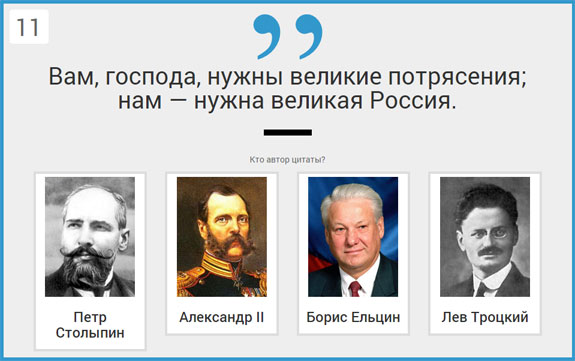 11
”
Вам, господа, нужны великие потрясения;
нам — нужна великая Россия.
Кто автор цитаты?
Петр
Столыпин
Александр II
Борис Ельцин
Лев Троцкий